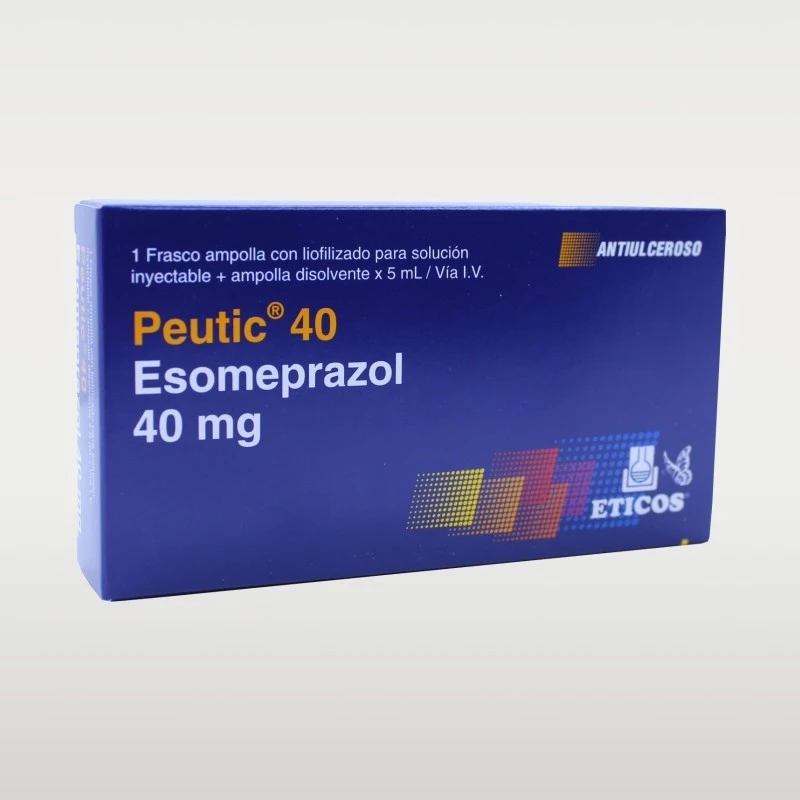 1 Frasco ampolla con liofilizado para solución
inyectable + ampolla disolvente x 5 mL / Vía I.V.
ANTIULCEROSO
Peutic® 40
Esomeprazol
40 mg
ETICOS®